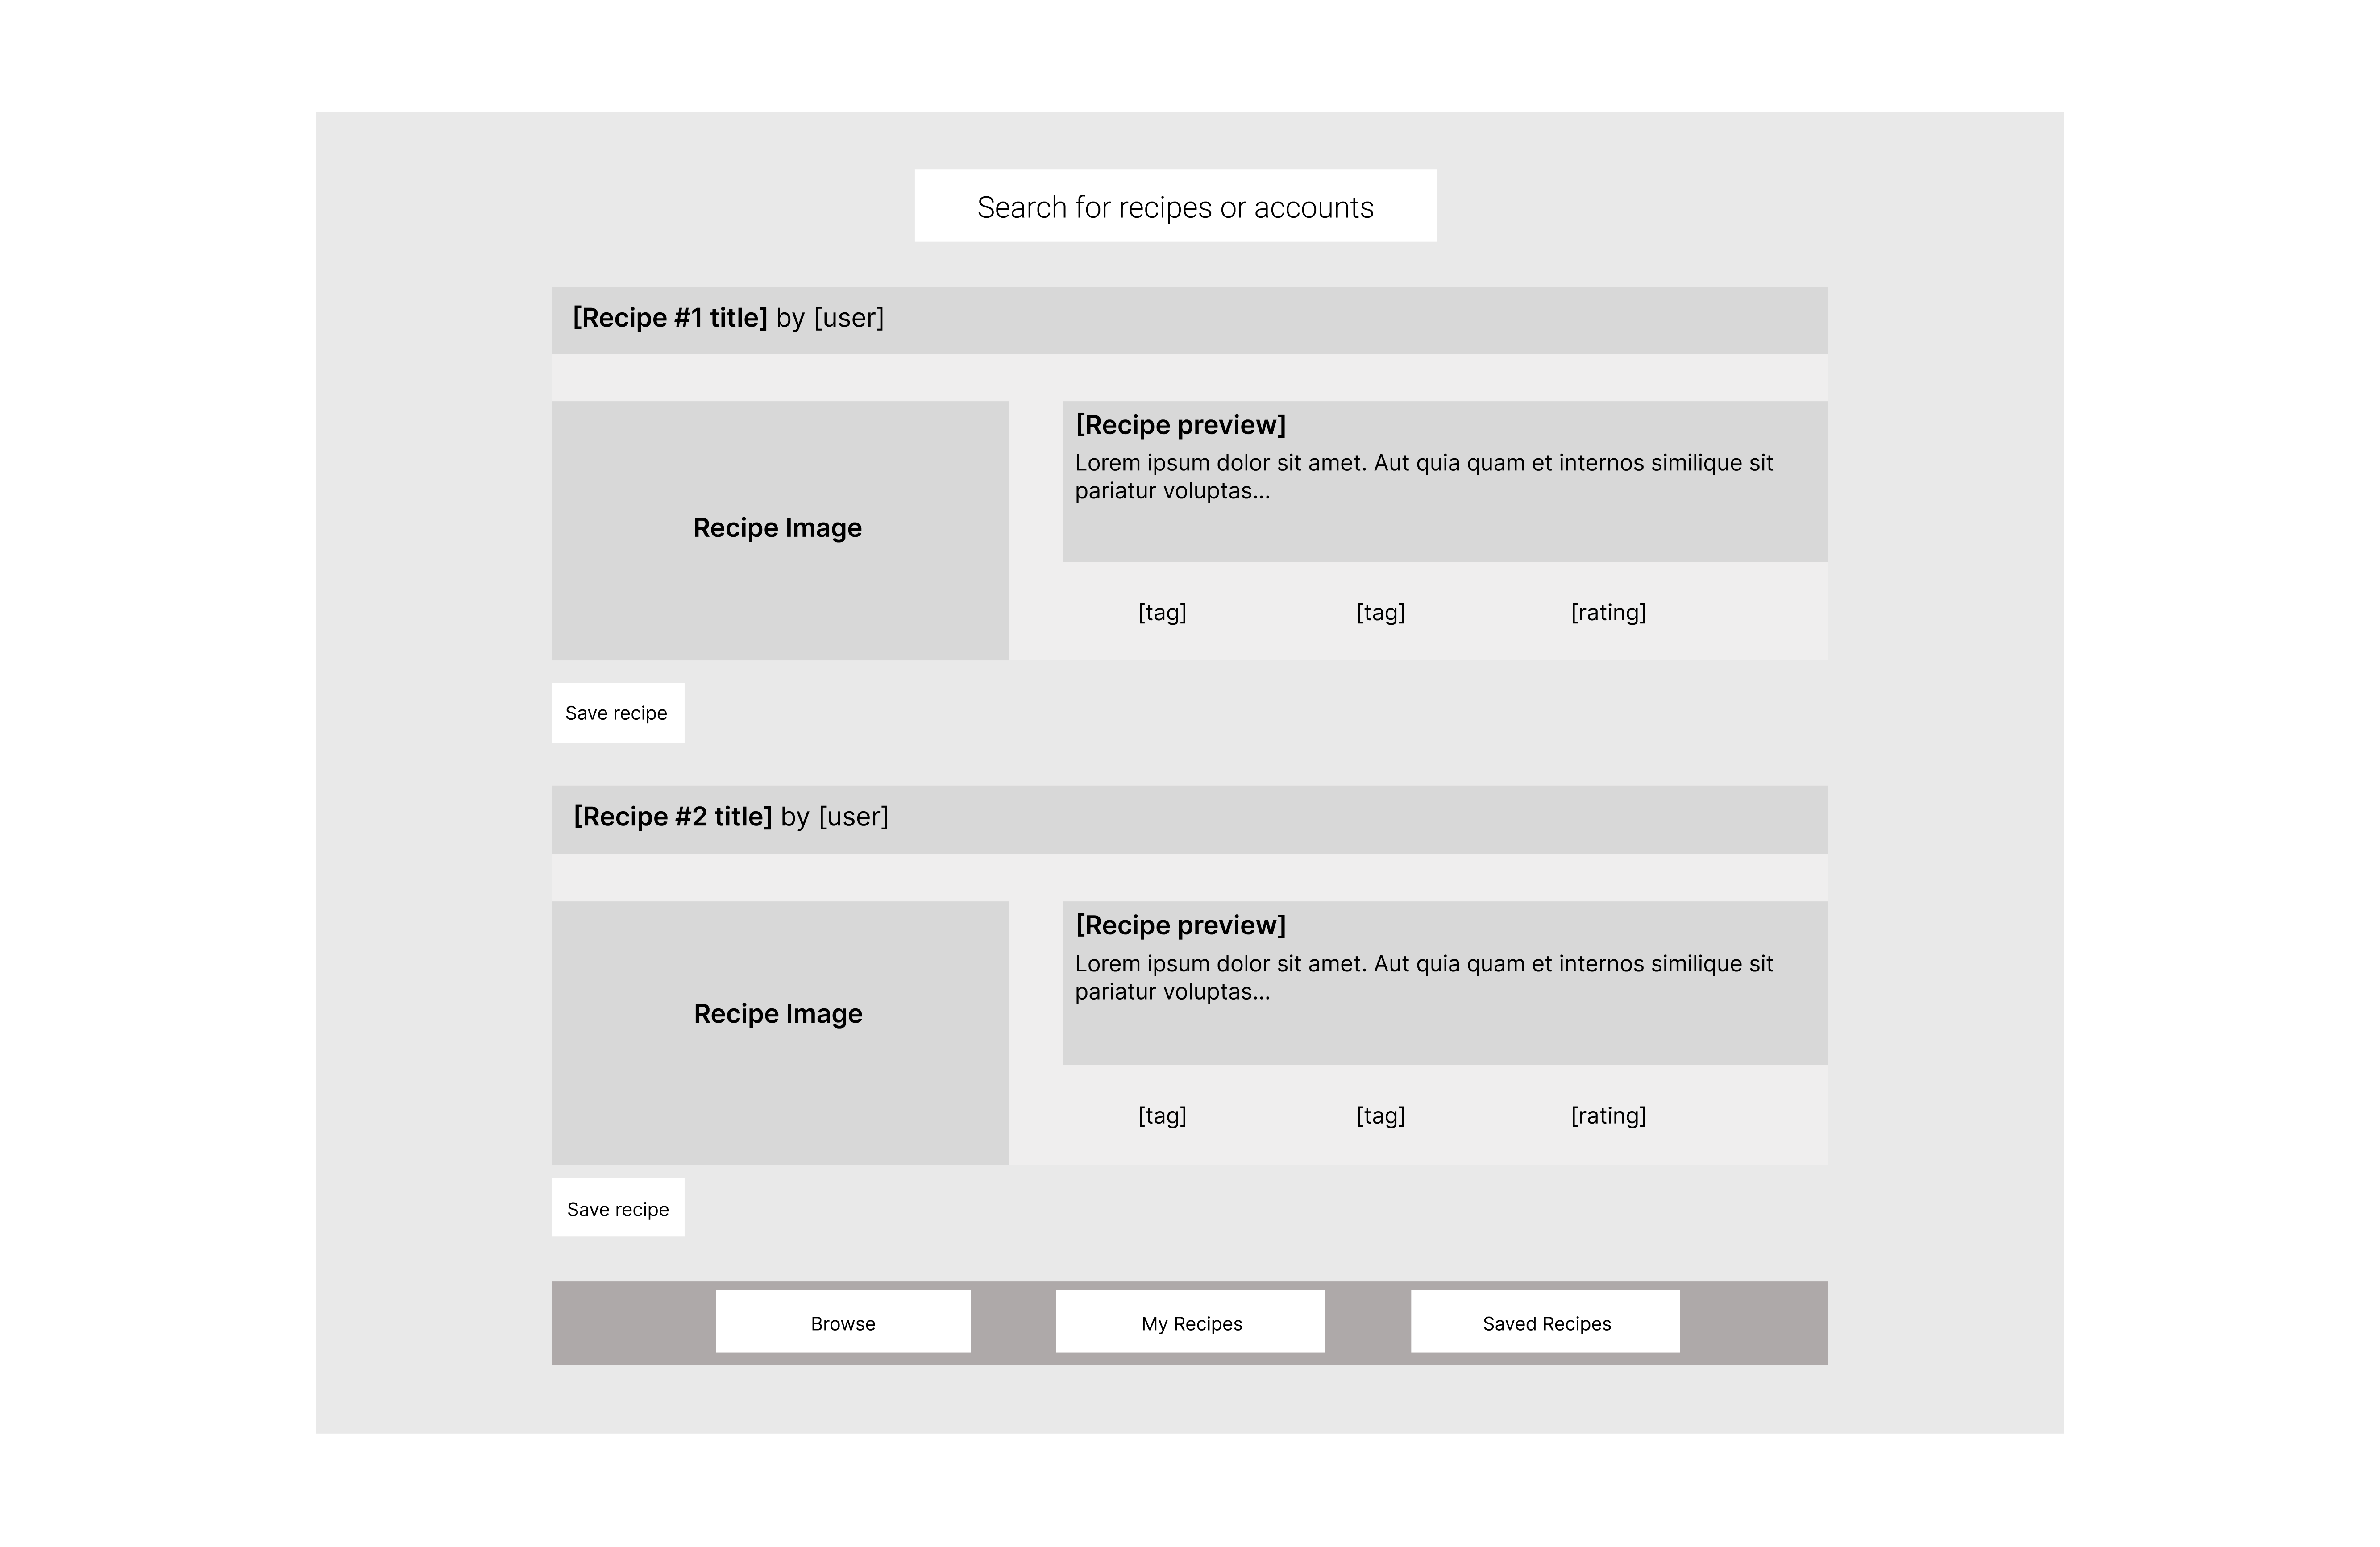 Search for recipes or accounts
[Recipe #1 title] by [user]
Recipe Image
[Recipe preview]
Lorem ipsum dolor sit amet. Aut quia quam et internos similique sit
pariatur voluptas...
[tag] [tag] [rating]
Save recipe
[Recipe #2 title] by [user]
Recipe Image
[Recipe preview]
Lorem ipsum dolor sit amet. Aut quia quam et internos similique sit
pariatur voluptas...
[tag] [tag] [rating]
Save recipe
Browse My Recipes Saved Recipes